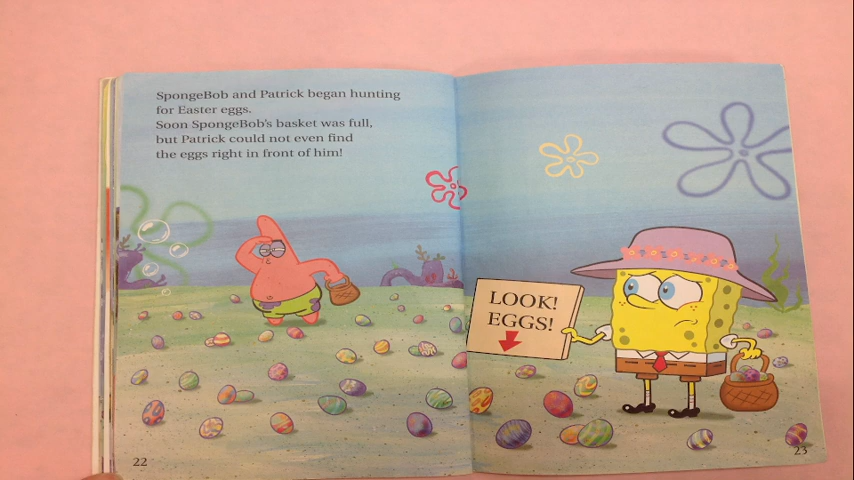 SpongeBob and Patrick began hunting
for Easter eggs.
Soon SpongeBob's basket was full,
but Patrick could not even find
the eggs right in front of him!
LOOK!
EGGS!
22
23